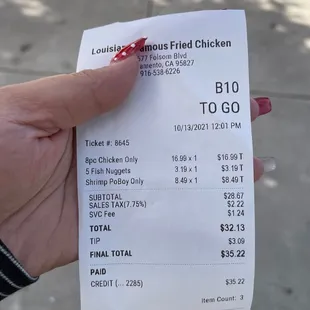 Louisiana Famous Fried Chicken
577 Folsom Blvd
Sacramento, CA 95827
916-538-6226
B10
TO GO
10/13/2021 12:01 PM
Ticket #: 8645
8pc Chicken Only 16.99 x 1 $16.99 T
5 Fish Nuggets 3.19 x 1 $3.19 T
Shrimp PoBoy Only 8.49 x 1 $8.49 T
SUBTOTAL $28.67
SALES TAX(7.75%) $2.22
SVC Fee $1.24
TOTAL $32.13
TIP $3.09
FINAL TOTAL $35.22
PAID
CREDIT (... 2285) $35.22
Item Count: 3